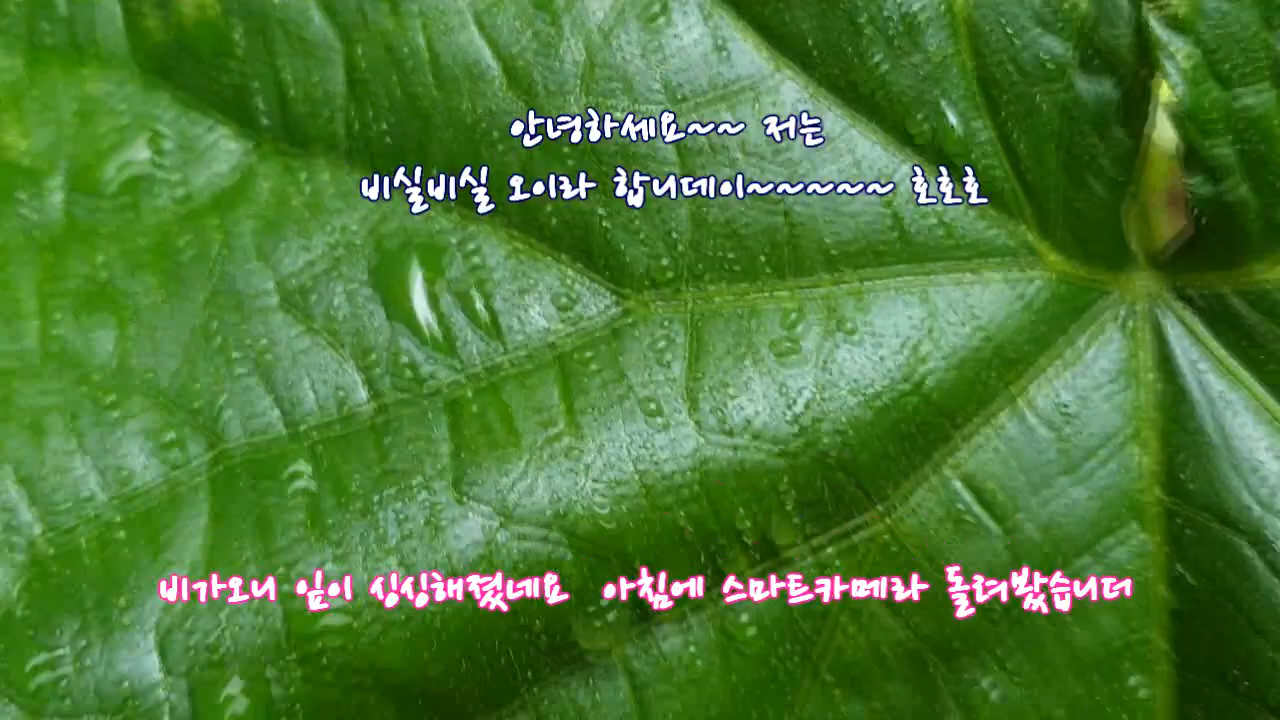 안녕하세요~~ 저는
비실비실 오이라 합니데이~~~~~~ 호호호
비가오니 잎이 싱싱해졌네요 아침에 스마트카메라 돌려봤습니더